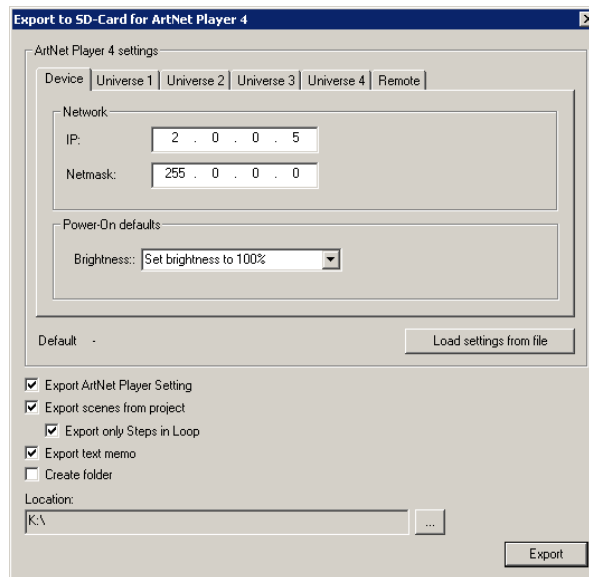 Export to SD-Card for ArtNet Player 4
ArtNet Player 4 settings
Device Universe 1 Universe 2 Universe 3 Universe 4 Remote
Network
IP: 2 . 0 . 0 . 5
Netmask: 255 . 0 . 0 . 0
Power-On defaults
Brightness:: Set brightness to 100%
Default - Load settings from file
Export ArtNet Player Setting
Export scenes from project
Export only Steps in Loop
Export text memo
Create folder
Location:
K:\ ...
Export